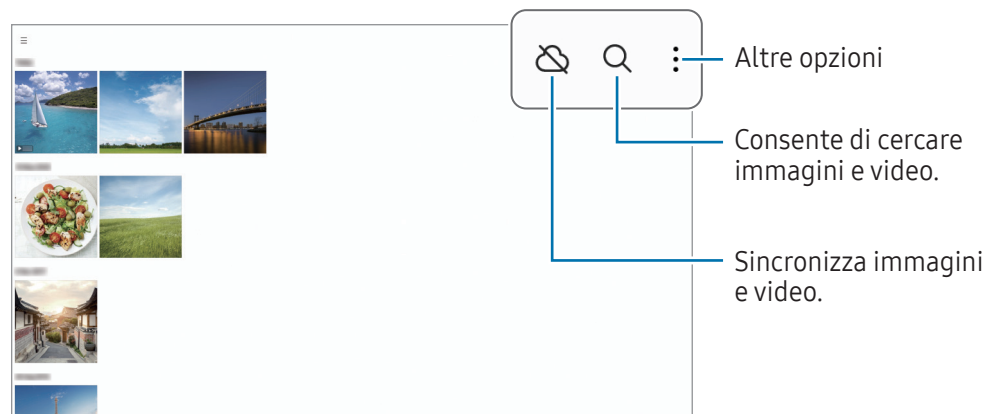 Altre opzioni
Consente di cercare
immagini e video.
Sincronizza immagini
e video.